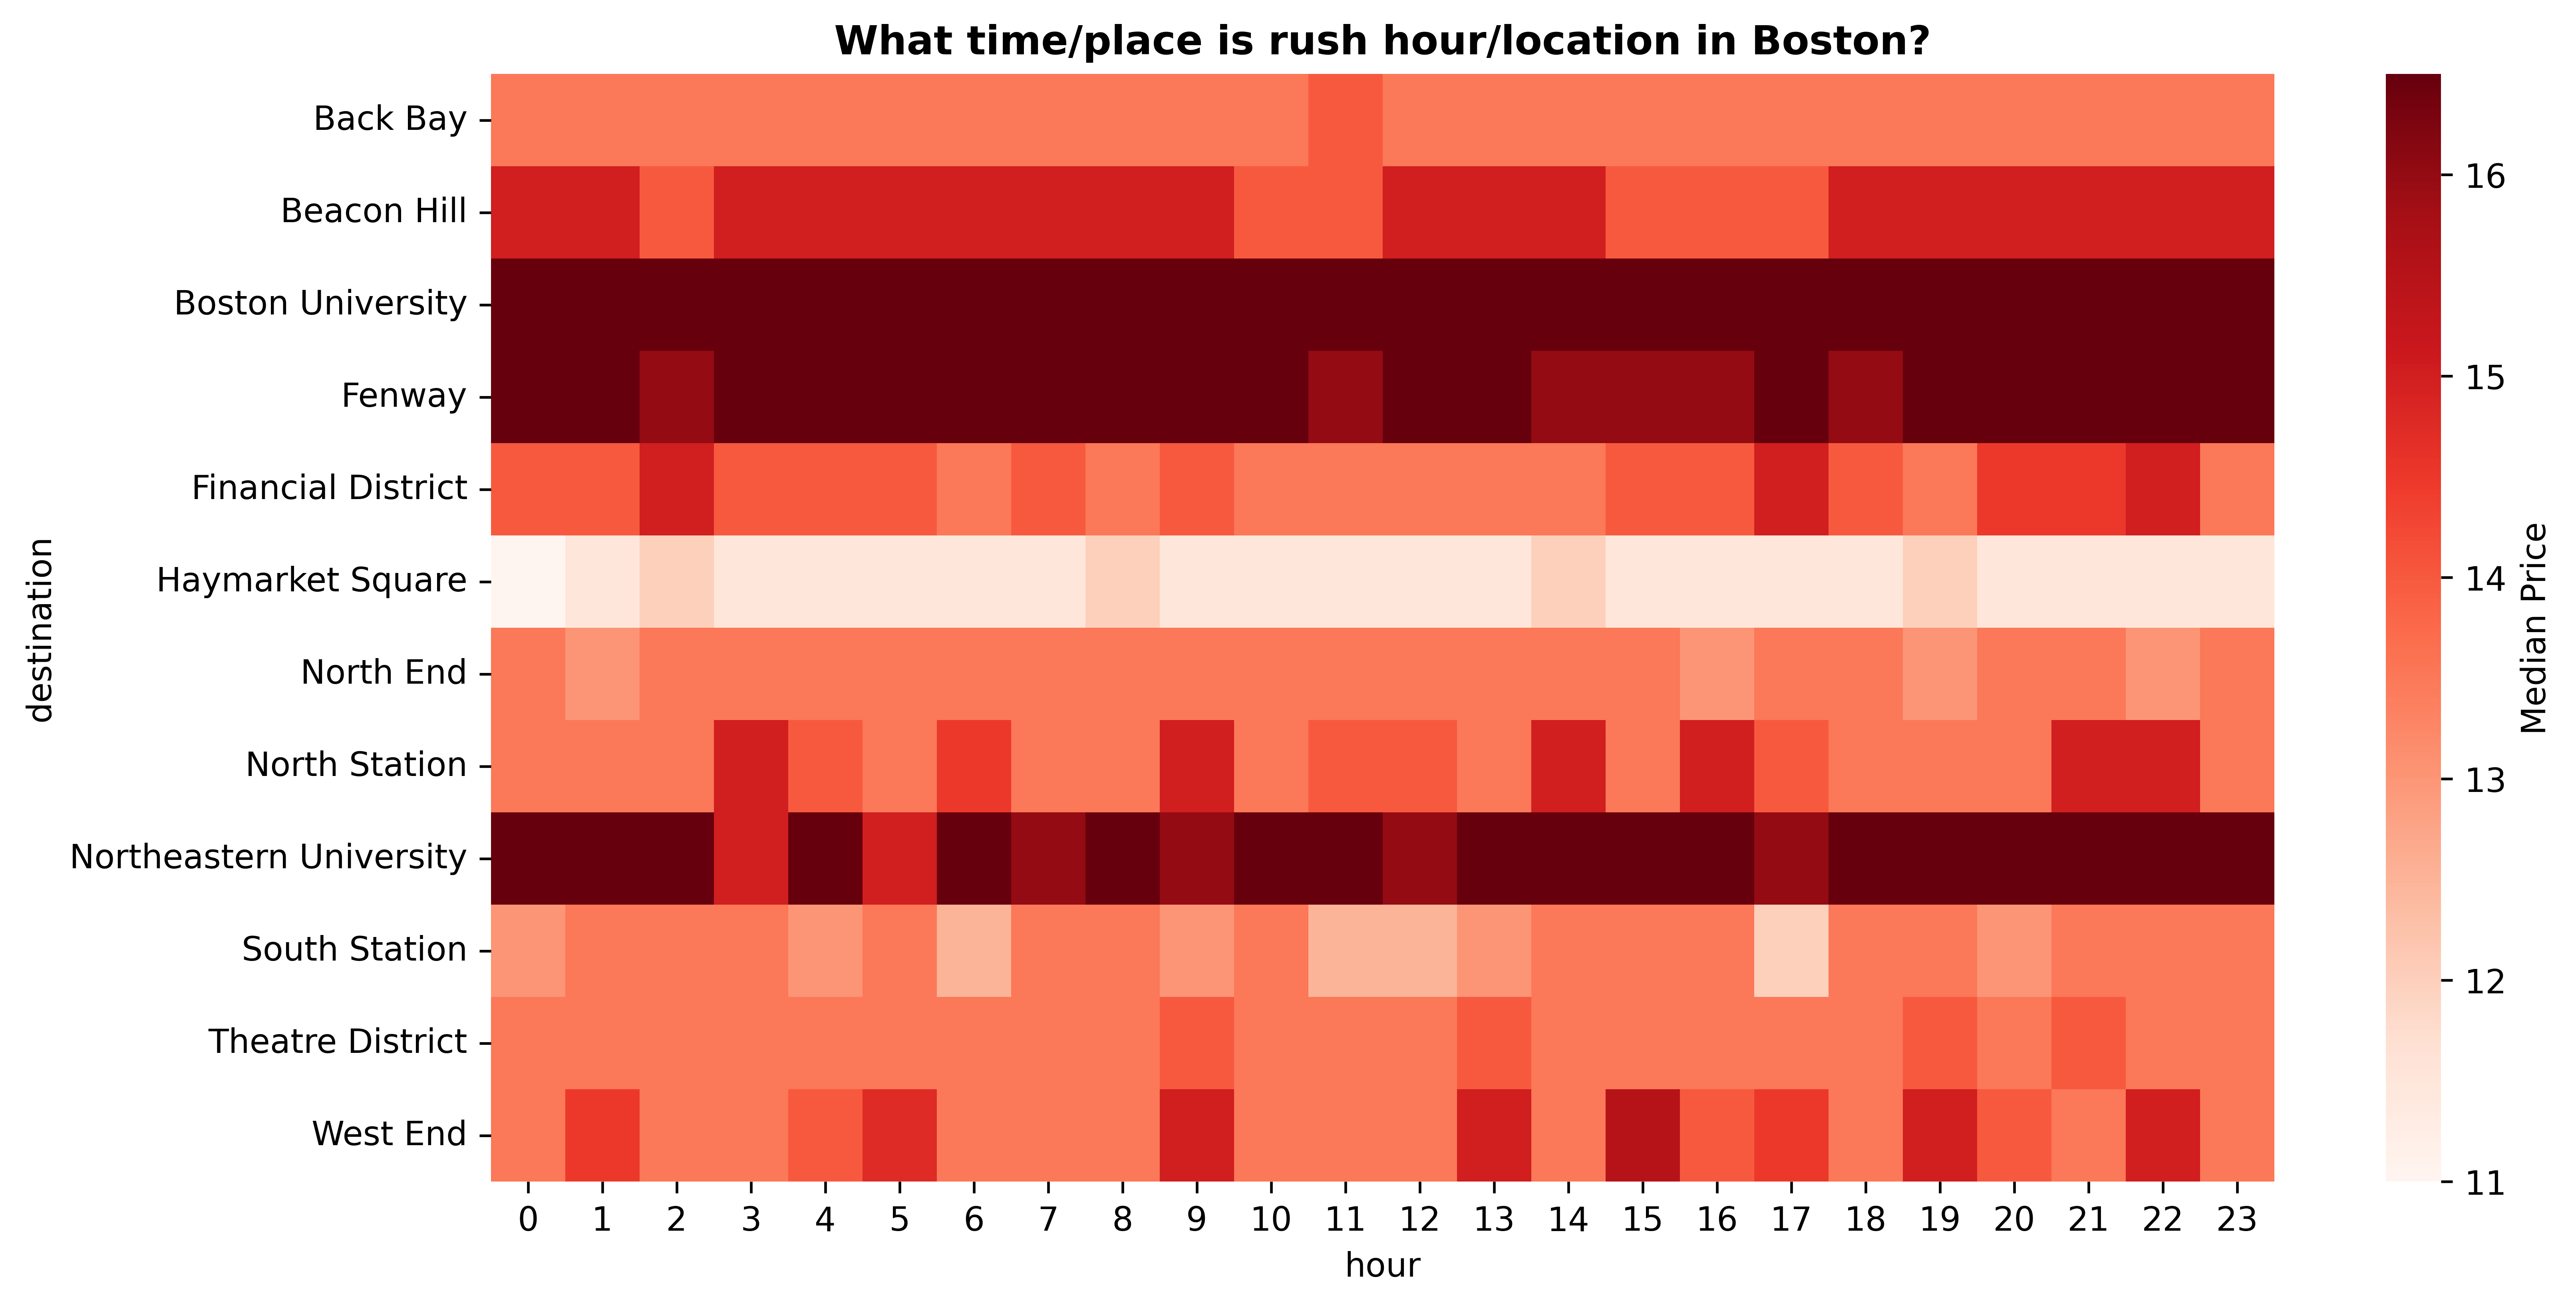 What time/place is rush hour/location in Boston?
destination
Back Bay
Beacon Hill
Boston University
Fenway
Financial District
Haymarket Square
North End
North Station
Northeastern University
South Station
Theatre District
West End
0 1 2 3 4 5 6 7 8 9 10 11 12 13 14 15 16 17 18 19 20 21 22 23
hour
16
15
14
13
12
11
Median Price